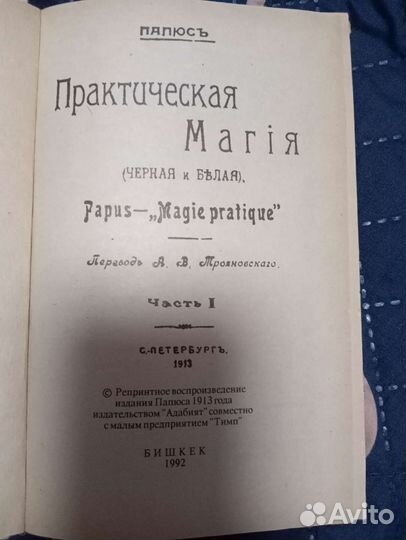 ПАПЮСЪ
Практическая
Магія
(ЧЕРНАЯ и БѢЛАЯ).
Papus—„Magie pratique"
Переводъ А. В. Трояновскаго.
Часть I
С.-ПЕТЕРБУРГЪ.
1913
© Репринтное воспроизведение
издания Папюса 1913 года
издательством "Адабият" совместно
с малым предприятием "Тимп"
БИШКЕК
1992
Avito